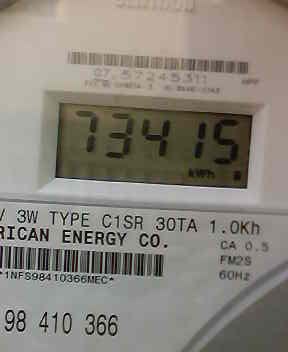 07.57245311
73415
kWh
V 3W TYPE C1SR 30TA 1.0Kh
RICAN ENERGY CO.
CA 0.5
FM2S
60Hz
*1NFS98410366MEC*
98 410 366